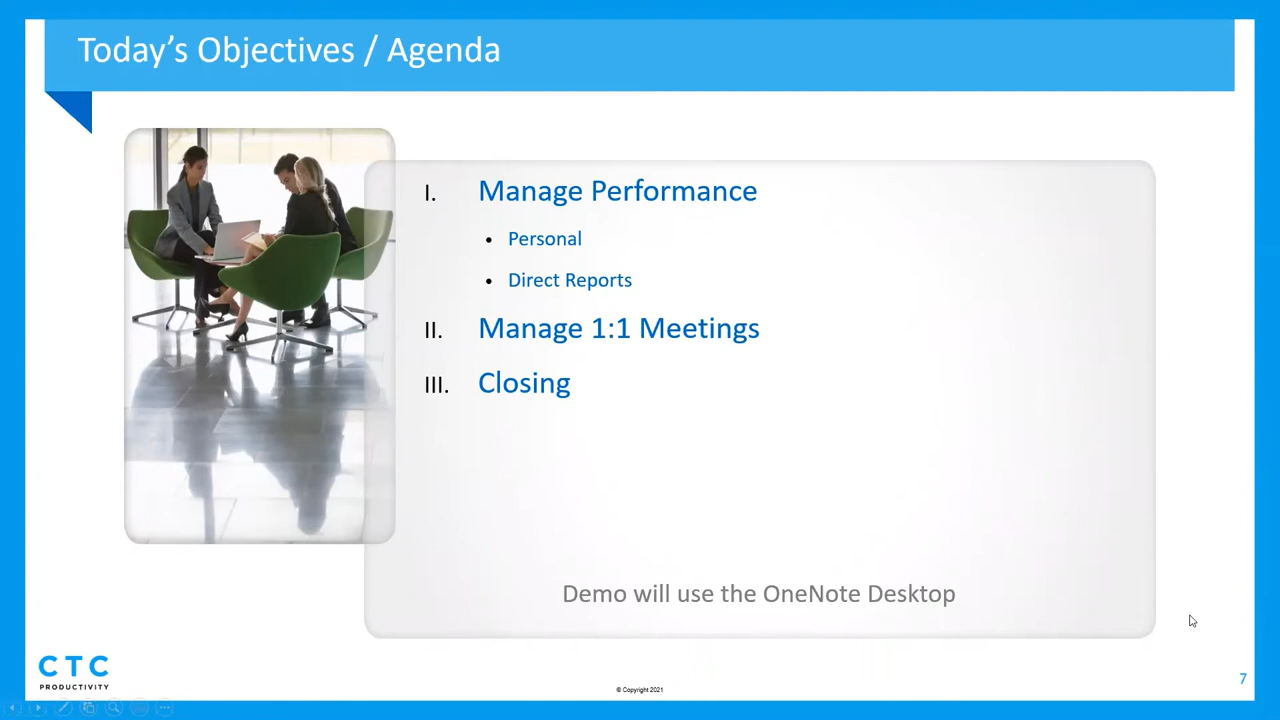 Today's Objectives / Agenda
I. Manage Performance
• Personal
• Direct Reports
II. Manage 1:1 Meetings
III. Closing
Demo will use the OneNote Desktop
CTC
PRODUCTIVITY
© Copyright 2021
7